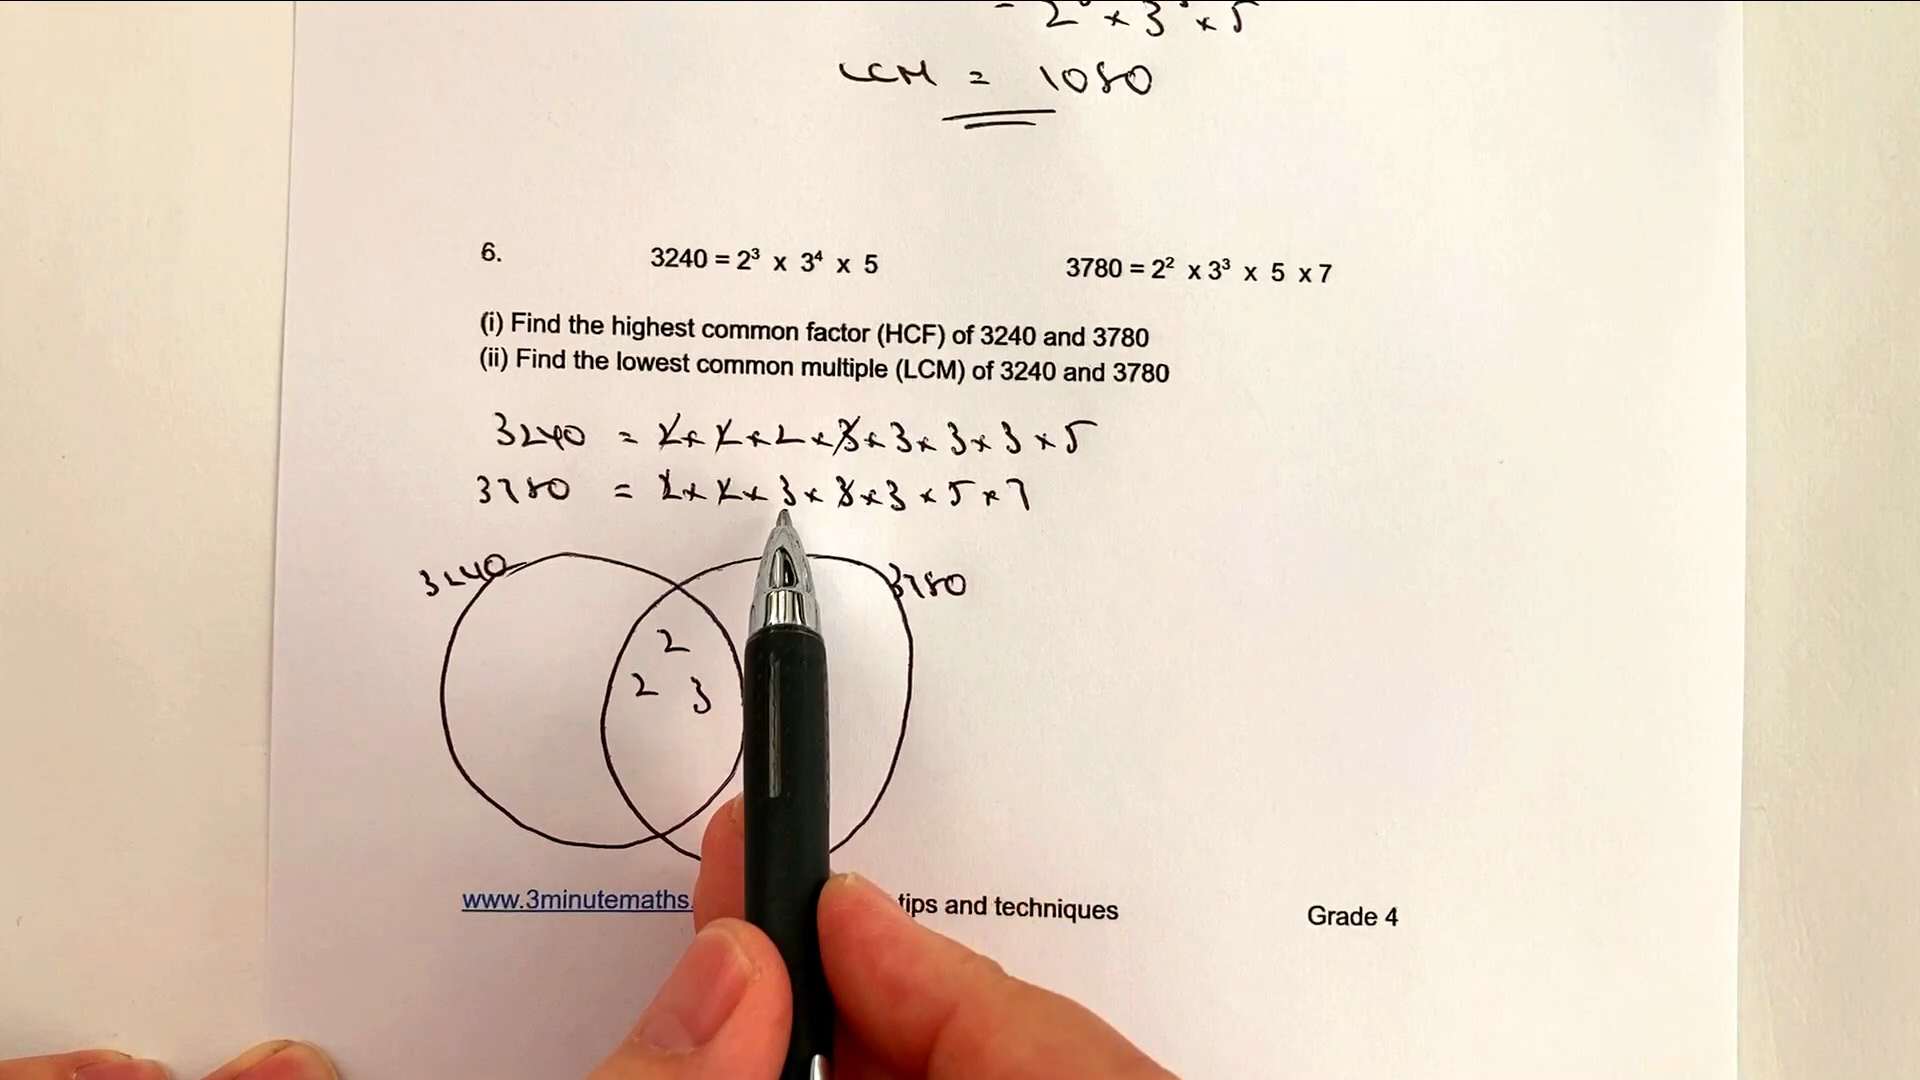 = 2³ × 3³ × 5
LCM = 1080
6. 3240 = 2³ x 3⁴ x 5 3780 = 2² x 3³ x 5 x 7
(i) Find the highest common factor (HCF) of 3240 and 3780
(ii) Find the lowest common multiple (LCM) of 3240 and 3780
3240 = 2 × 2 × 2 × 3 × 3 × 3 × 3 × 5
3780 = 2 × 2 × 3 × 3 × 3 × 5 × 7
3240 3780
2
2 3
www.3minutemaths. tips and techniques Grade 4